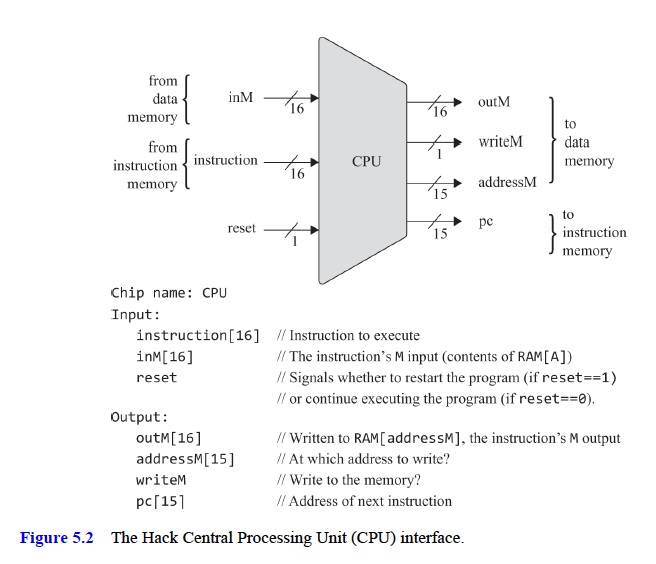 from
data
memory
inM
16
from
instruction
memory
instruction
16
reset
1
CPU
16
outM
1
writeM
15
addressM
15
pc
to
data
memory
to
instruction
memory
Chip name: CPU
Input:
instruction[16] // Instruction to execute
inM[16] // The instruction's M input (contents of RAM[A])
reset // Signals whether to restart the program (if reset==1)
// or continue executing the program (if reset==0).
Output:
outM[16] // Written to RAM[addressM], the instruction's M output
addressM[15] // At which address to write?
writeM // Write to the memory?
pc[15] // Address of next instruction
Figure 5.2 The Hack Central Processing Unit (CPU) interface.